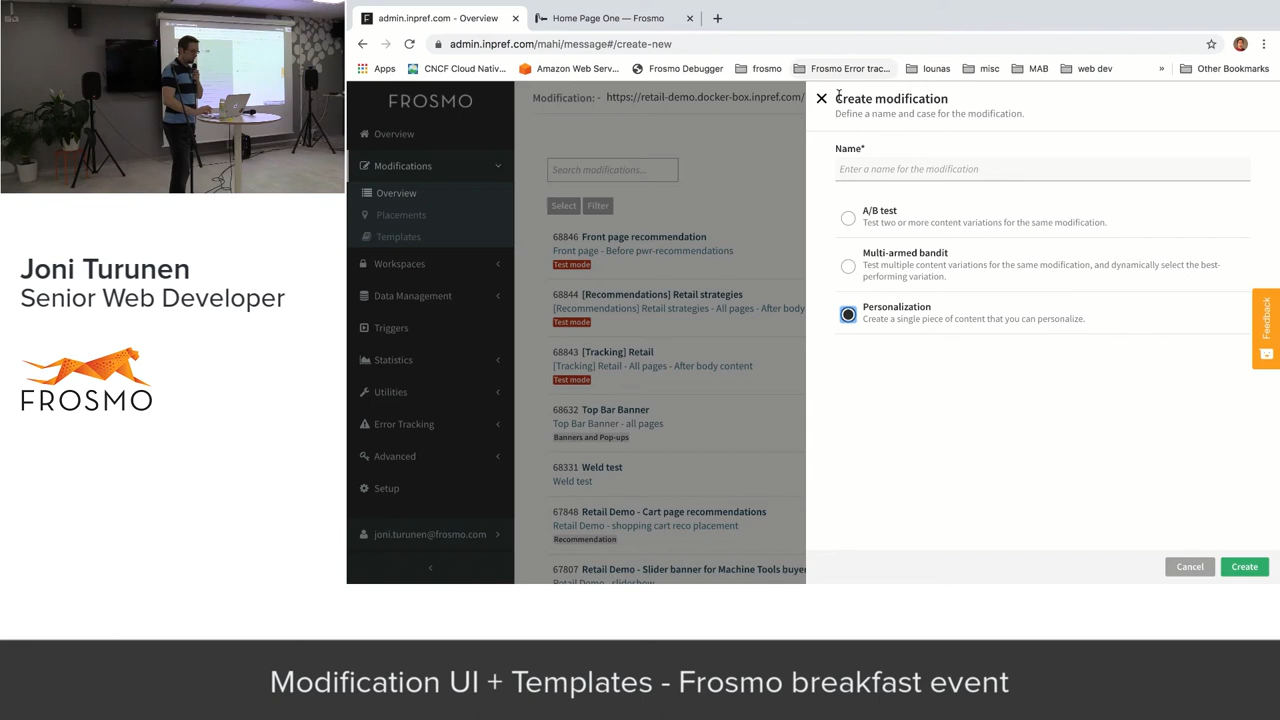 Joni Turunen
Senior Web Developer
FROSMO
admin.inpref.com - Overview
Home Page One — Frosmo
admin.inpref.com/mahi/message#/create-new
Apps
CNCF Cloud Nativ...
Amazon Web Serv...
Frosmo Debugger
frosmo
Frosmo Error trac...
lounas
misc
MAB
web dev
»
Other Bookmarks
FROSMO
Overview
Modifications
Overview
Placements
Templates
Workspaces
Data Management
Triggers
Statistics
Utilities
Error Tracking
Advanced
Setup
joni.turunen@frosmo.com
Modification: - https://retail-demo.docker-box.inpref.com/
Search modifications...
Select
Filter
68846 Front page recommendation
Front page - Before pwr-recommendations
Test mode
68844 [Recommendations] Retail strategies
[Recommendations] Retail strategies - All pages - After body
Test mode
68843 [Tracking] Retail
[Tracking] Retail - All pages - After body content
Test mode
68632 Top Bar Banner
Top Bar Banner - all pages
Banners and Pop-ups
68331 Weld test
Weld test
67848 Retail Demo - Cart page recommendations
Retail Demo - shopping cart reco placement
Recommendation
67807 Retail Demo - Slider banner for Machine Tools buyer
Retail Demo - slideshow
Create modification
Define a name and case for the modification.
Name*
Enter a name for the modification
A/B test
Test two or more content variations for the same modification.
Multi-armed bandit
Test multiple content variations for the same modification, and dynamically select the best-
performing variation.
Personalization
Create a single piece of content that you can personalize.
Feedback
Cancel
Create
Modification UI + Templates - Frosmo breakfast event